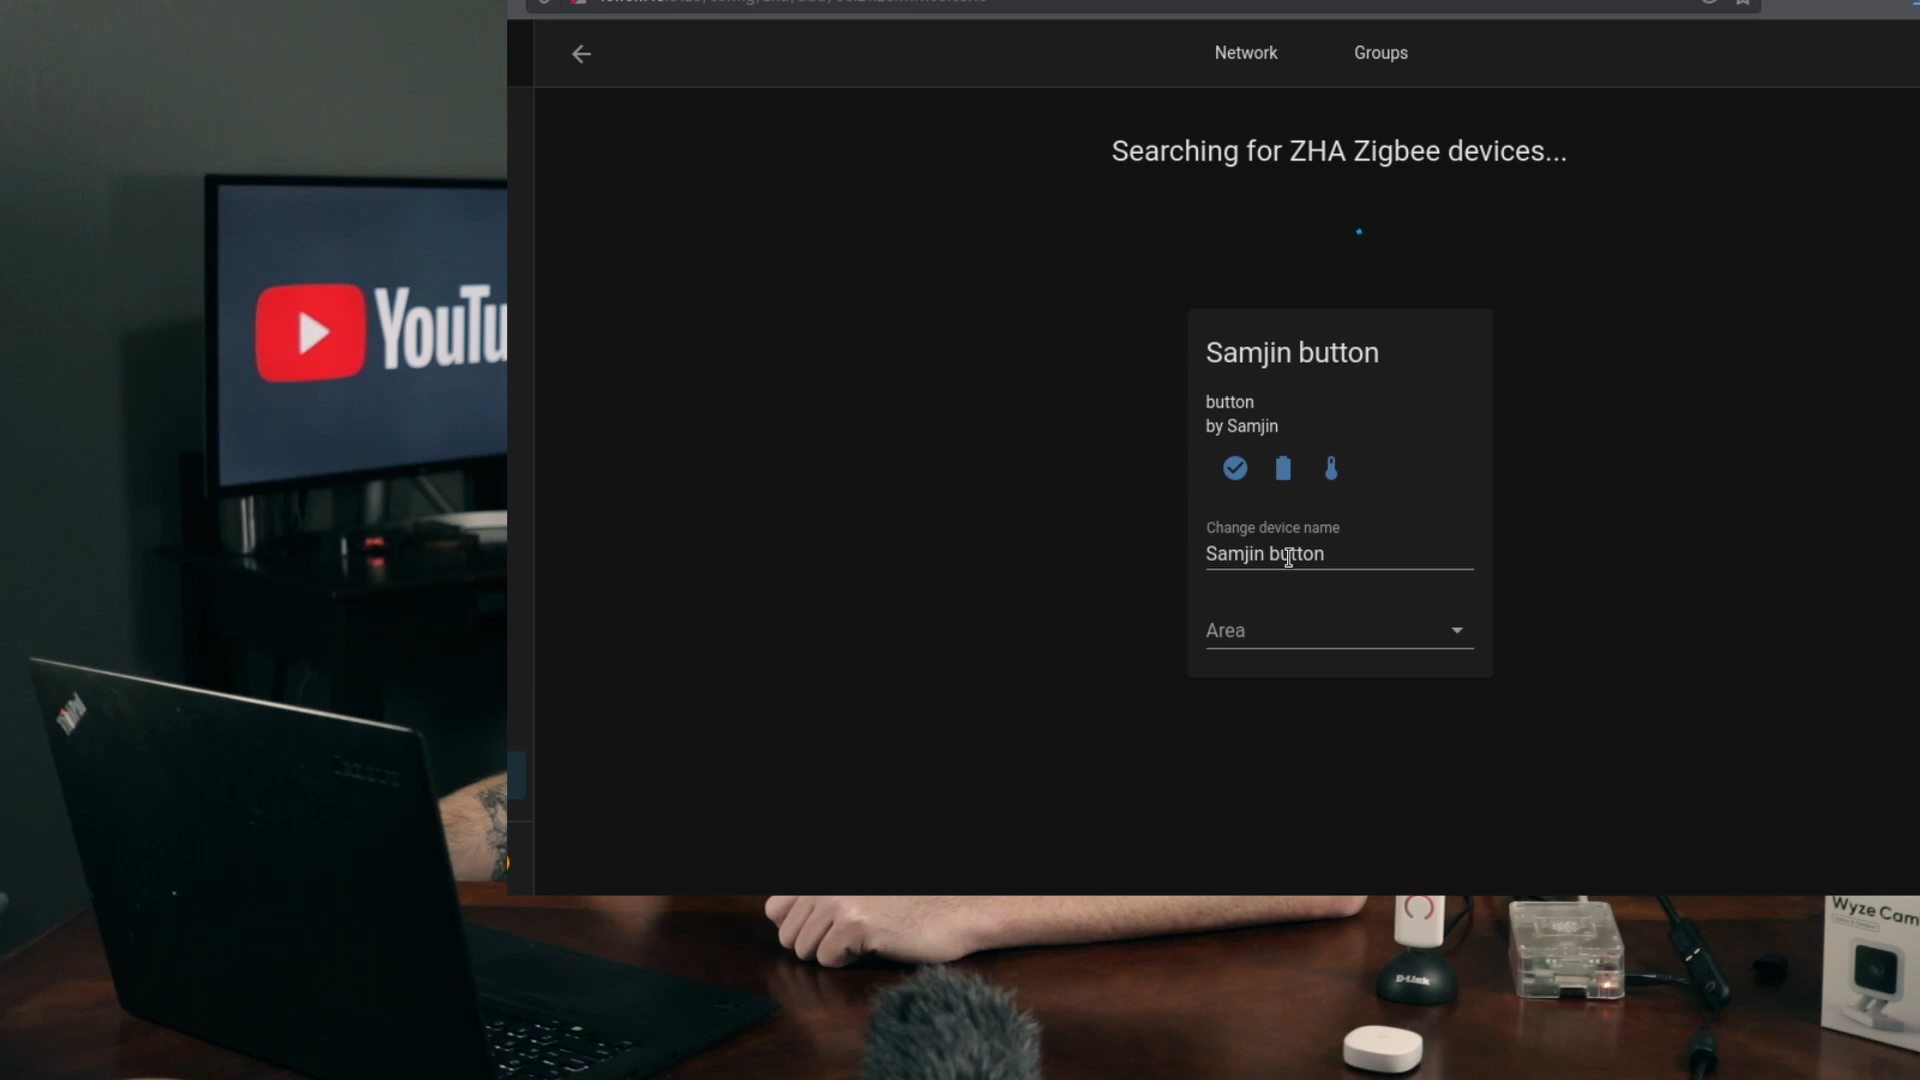 Network Groups
Searching for ZHA Zigbee devices...
Samjin button
button
by Samjin
Change device name
Samjin button
Area
YouTu
ThinkPad
D-Link
Wyze Cam